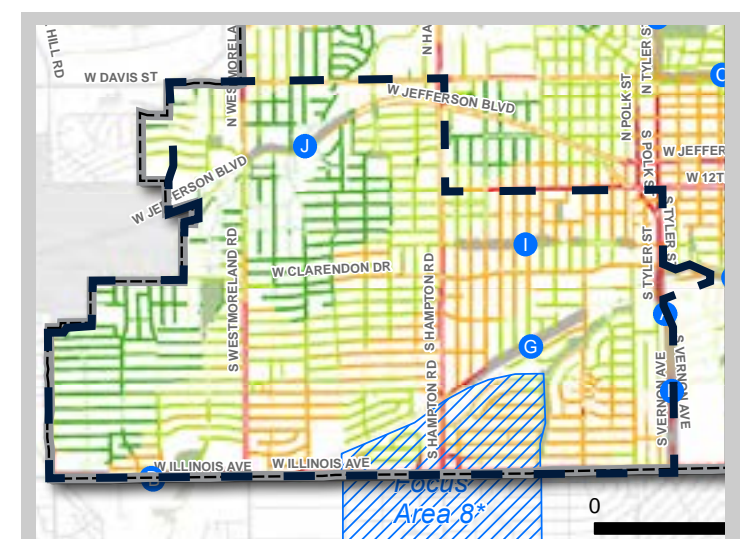 HILL RD
W DAVIS ST
N WESTMORELA
N HA
W JEFFERSON BLVD
N POLK ST
N TYLER ST
C
J
S POLK S
W JEFFER
W 12T
W JEFFERSON BLVD
S TYLER S
I
W CLARENDON DR
S WESTMORELAND RD
S HAMPTON RD
S TYLER ST
A
G
S VERNON AVE
S VERNON AVE
S HAMPTON RD
W ILLINOIS AVE
W ILLINOIS AVE
Focus
Area 8*
0